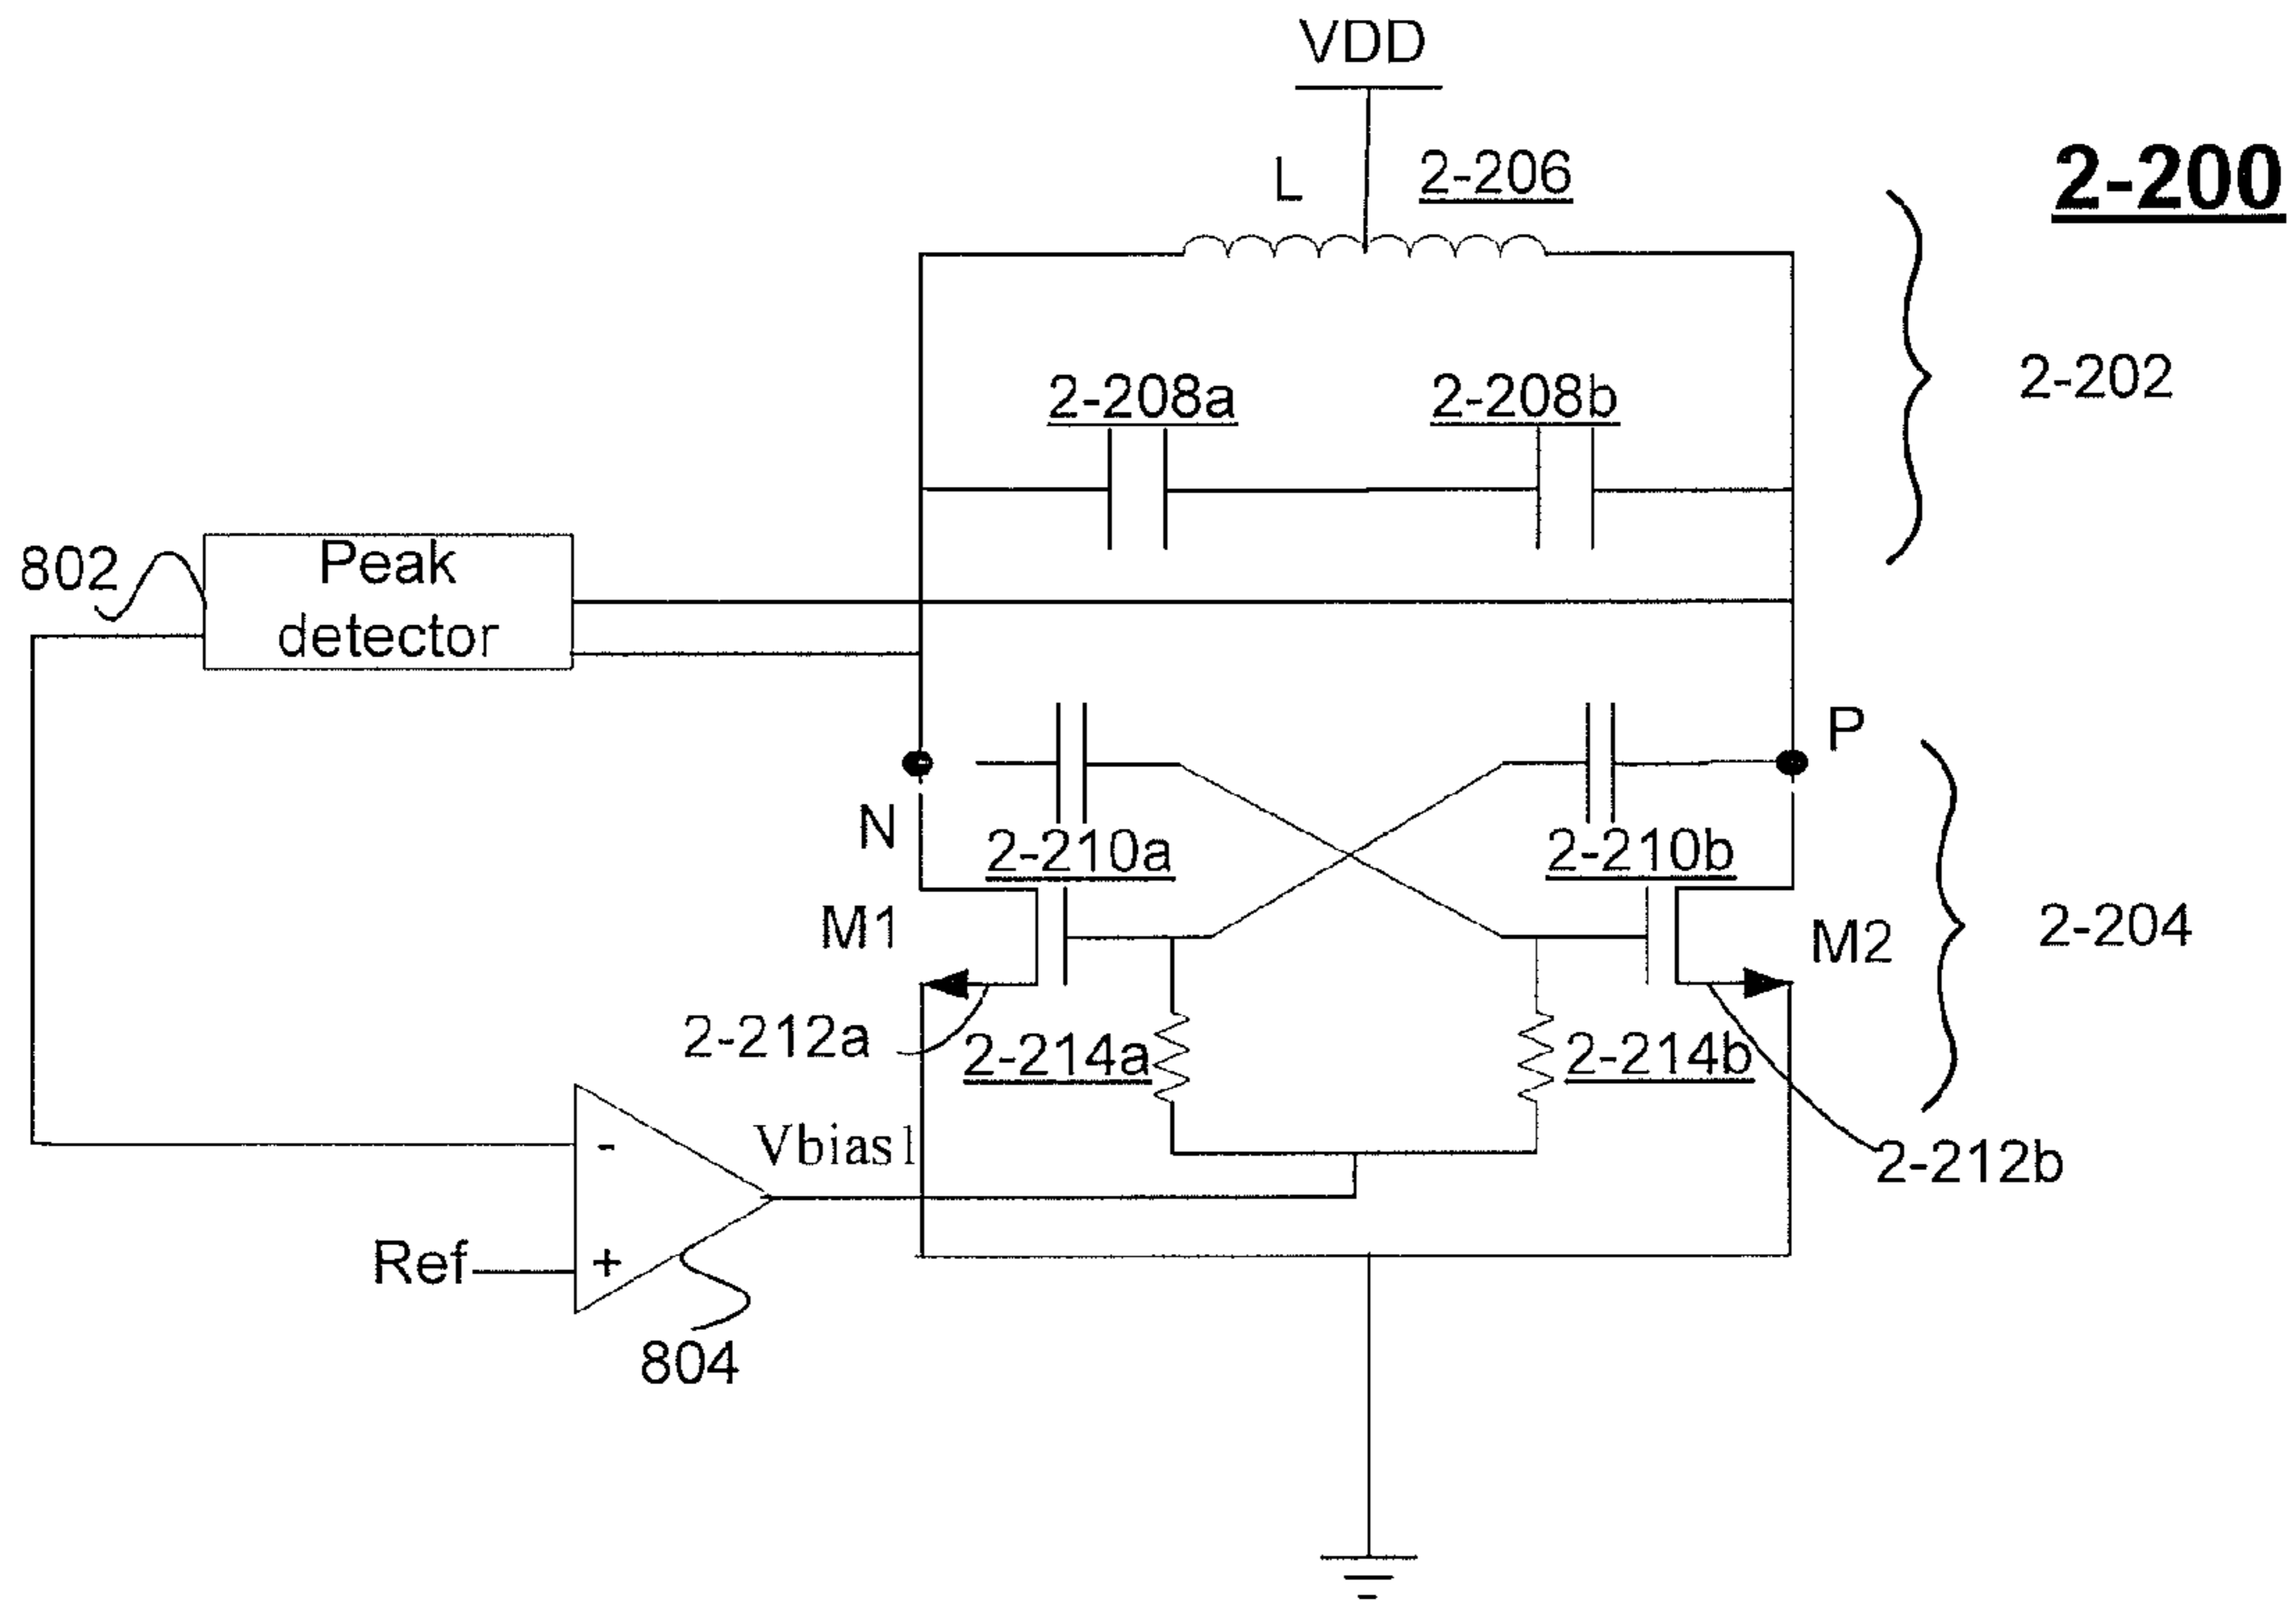 VDD
L
2-206
2-200
2-208a
2-208b
2-202
802
Peak
detector
P
N
2-210a
2-210b
M1
M2
2-204
2-212a
2-214a
2-214b
Vbias1
2-212b
-
Ref
+
804